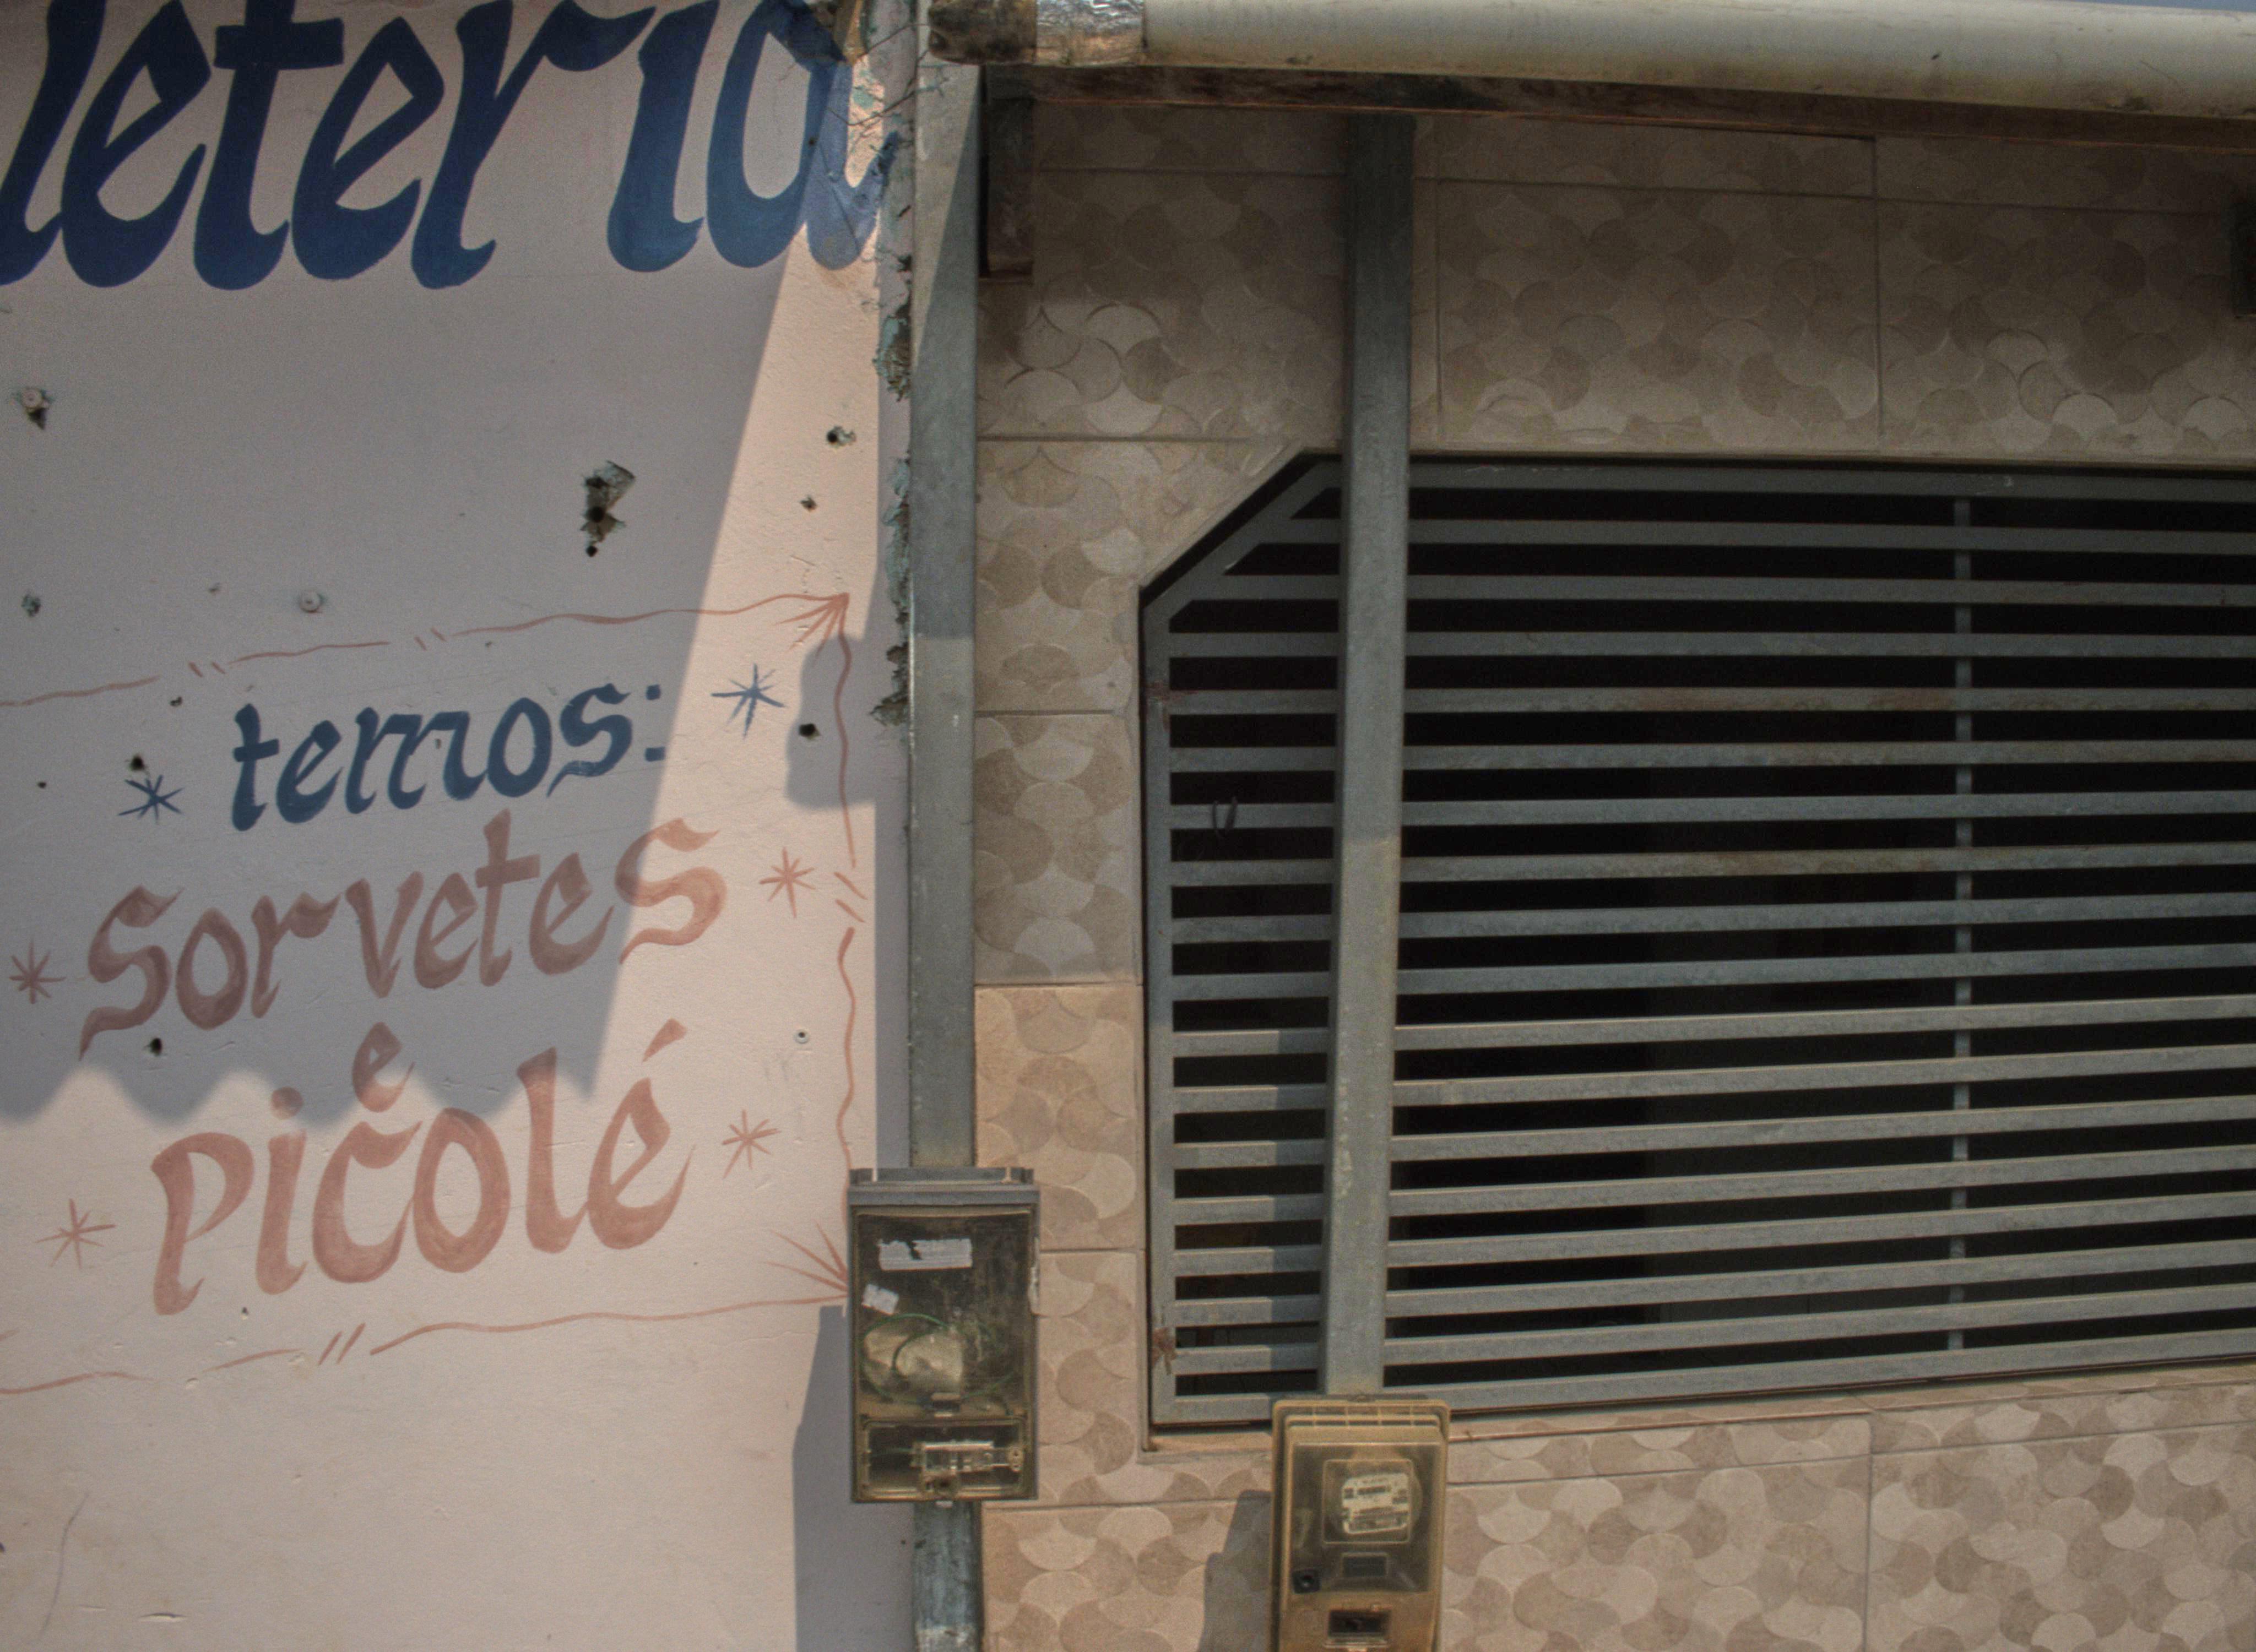 leteria
temos:
Sorvetes
e
picolé